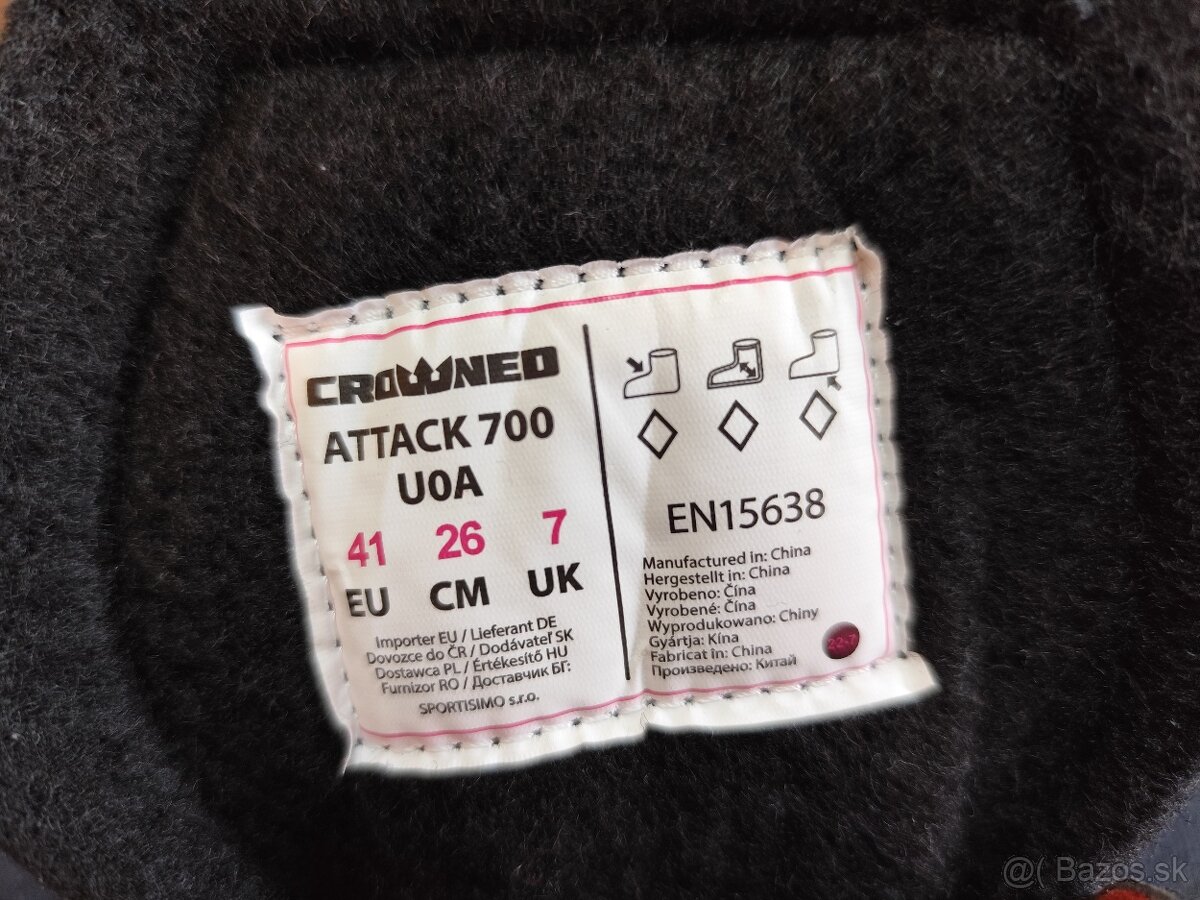 CROWNED
ATTACK 700
U0A
41 26 7
EU CM UK
Importer EU / Lieferant DE
Dovozce do ČR / Dodávateľ SK
Dostawca PL / Értékesítő HU
Furnizor RO / Доставчик БГ:
SPORTISIMO s.r.o.
EN15638
Manufactured in: China
Hergestellt in: China
Vyrobeno: Čína
Vyrobené: Čína
Wyprodukowano: Chiny
Gyártja: Kína
Fabricat în: China
Произведено: Китай
22-7
@( Bazos.sk